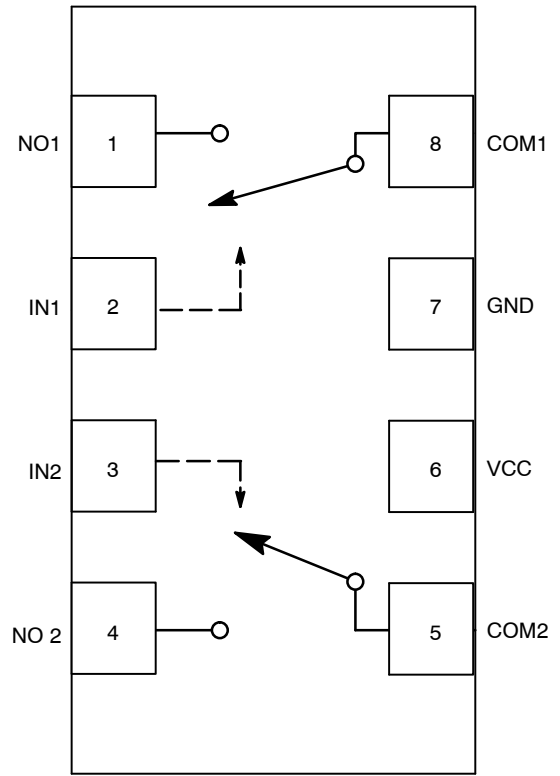 NO1 1 8 COM1
IN1 2 7 GND
IN2 3 6 VCC
NO 2 4 5 COM2